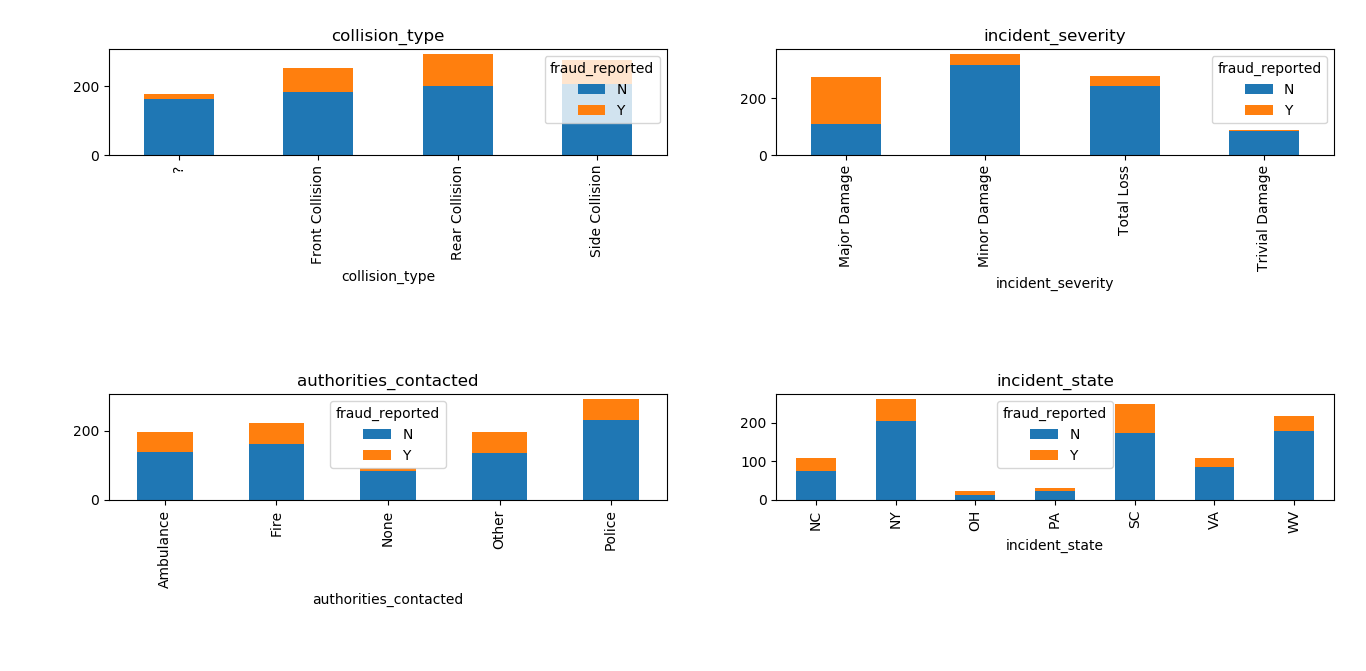 collision_type
200
0
fraud_reported
N
Y
?
Front Collision
Rear Collision
Side Collision
collision_type
incident_severity
200
0
fraud_reported
N
Y
Major Damage
Minor Damage
Total Loss
Trivial Damage
incident_severity
authorities_contacted
200
0
fraud_reported
N
Y
Ambulance
Fire
None
Other
Police
authorities_contacted
incident_state
200
100
0
fraud_reported
N
Y
NC
NY
OH
PA
SC
VA
WV
incident_state